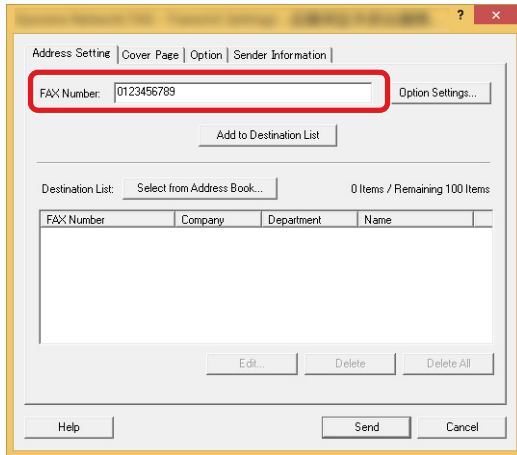 ? ×
Address Setting Cover Page Option Sender Information
FAX Number: 0123456789 Option Settings...
Add to Destination List
Destination List: Select from Address Book... 0 Items / Remaining 100 Items
FAX Number Company Department Name
Edit... Delete Delete All
Help Send Cancel